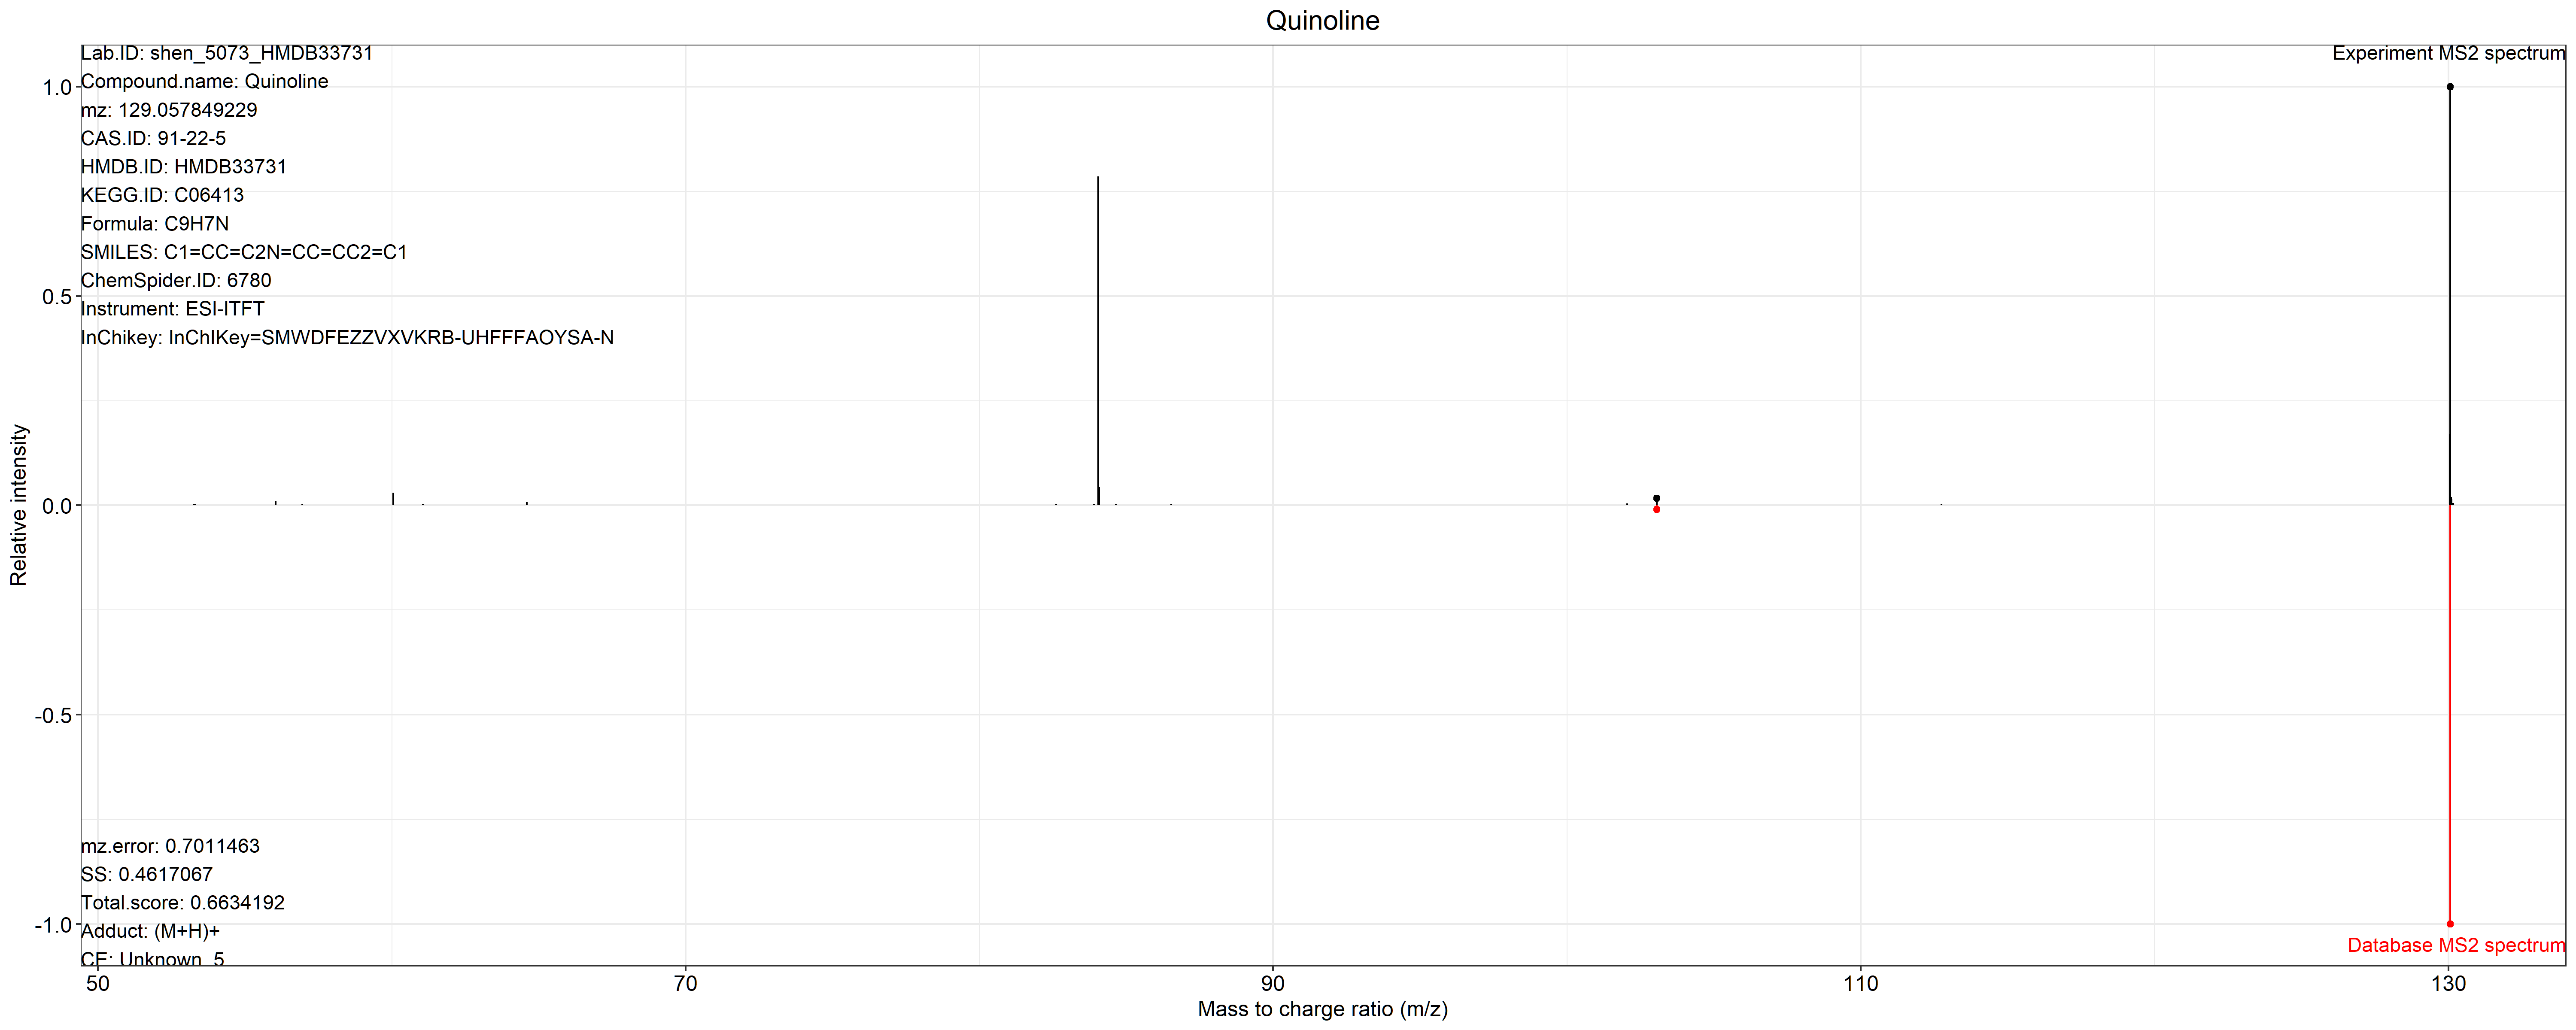 Quinoline
Lab.ID: shen_5073_HMDB33731
Experiment MS2 spectrum
Compound.name: Quinoline
mz: 129.057849229
CAS.ID: 91-22-5
HMDB.ID: HMDB33731
KEGG.ID: C06413
Formula: C9H7N
SMILES: C1=CC=C2N=CC=CC2=C1
ChemSpider.ID: 6780
Instrument: ESI-ITFT
InChikey: InChIKey=SMWDFEZZVXVKRB-UHFFFAOYSA-N
1.0
0.5
0.0
-0.5
-1.0
Relative intensity
mz.error: 0.7011463
SS: 0.4617067
Total.score: 0.6634192
Adduct: (M+H)+
CE: Unknown_5
Database MS2 spectrum
50 70 90 110 130
Mass to charge ratio (m/z)